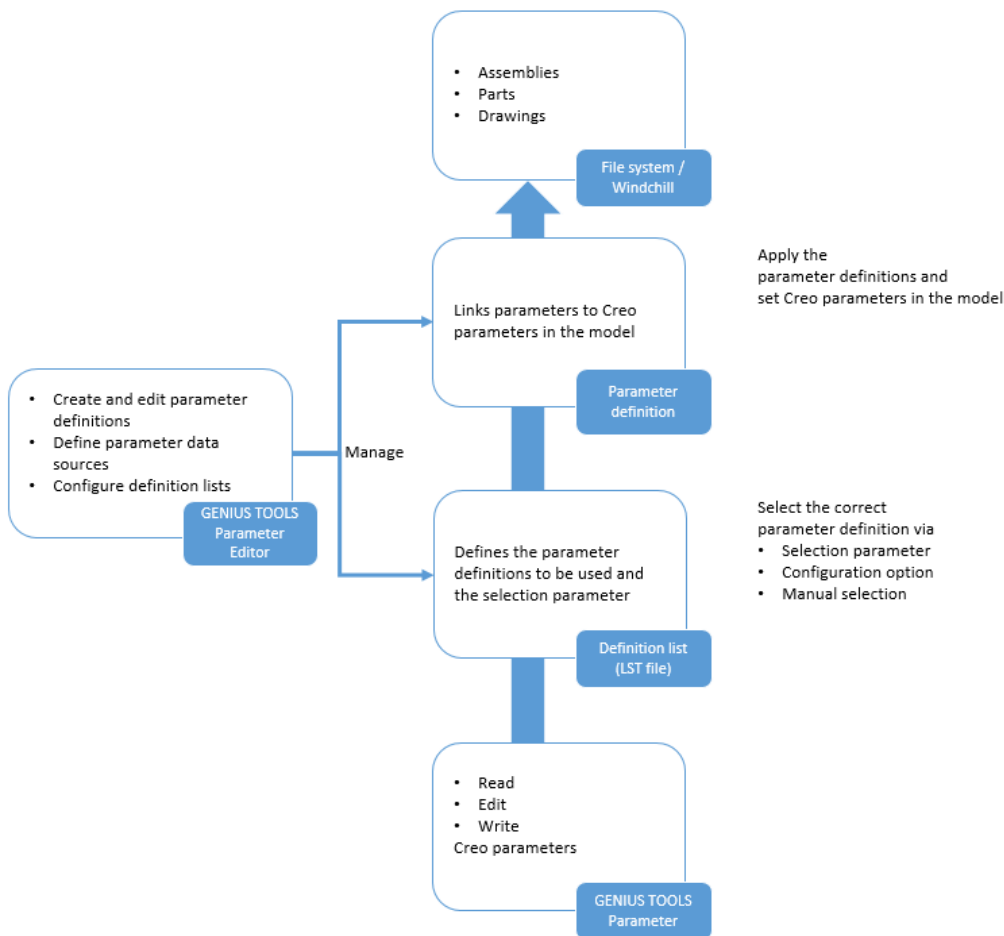 • Assemblies
• Parts
• Drawings
File system /
Windchill
Links parameters to Creo
parameters in the model
Parameter
definition
Apply the
parameter definitions and
set Creo parameters in the model
• Create and edit parameter
definitions
• Define parameter data
sources
• Configure definition lists
GENIUS TOOLS
Parameter
Editor
Manage
Defines the parameter
definitions to be used and
the selection parameter
Definition list
(LST file)
Select the correct
parameter definition via
• Selection parameter
• Configuration option
• Manual selection
• Read
• Edit
• Write
Creo parameters
GENIUS TOOLS
Parameter